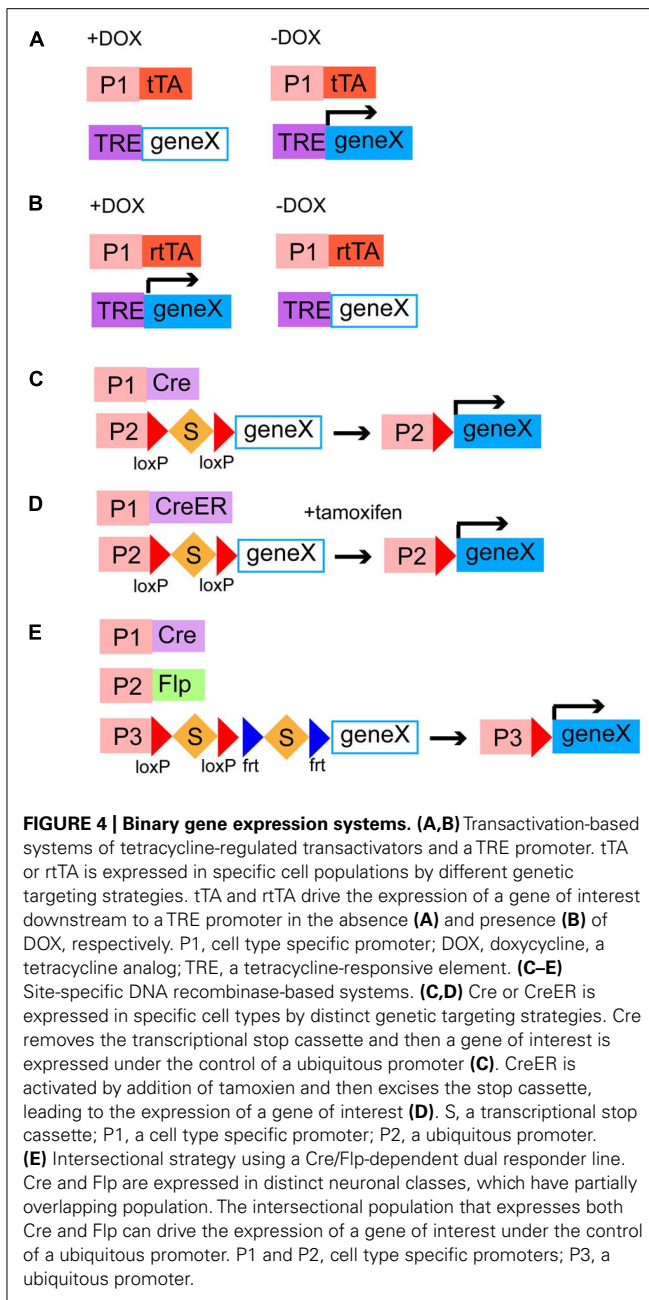 A
+DOX -DOX
P1 tTA P1 tTA
TRE geneX TRE geneX
B
+DOX -DOX
P1 rtTA P1 rtTA
TRE geneX TRE geneX
C
P1 Cre
P2 S geneX P2 geneX
loxP loxP
D
P1 CreER +tamoxifen
P2 S geneX P2 geneX
loxP loxP
E
P1 Cre
P2 Flp
P3 S S geneX P3 geneX
loxP loxP frt frt
FIGURE 4 | Binary gene expression systems. (A,B) Transactivation-based
systems of tetracycline-regulated transactivators and a TRE promoter. tTA
or rtTA is expressed in specific cell populations by different genetic
targeting strategies. tTA and rtTA drive the expression of a gene of interest
downstream to a TRE promoter in the absence (A) and presence (B) of
DOX, respectively. P1, cell type specific promoter; DOX, doxycycline, a
tetracycline analog; TRE, a tetracycline-responsive element. (C–E)
Site-specific DNA recombinase-based systems. (C,D) Cre or CreER is
expressed in specific cell types by distinct genetic targeting strategies. Cre
removes the transcriptional stop cassette and then a gene of interest is
expressed under the control of a ubiquitous promoter (C). CreER is
activated by addition of tamoxien and then excises the stop cassette,
leading to the expression of a gene of interest (D). S, a transcriptional stop
cassette; P1, a cell type specific promoter; P2, a ubiquitous promoter.
(E) Intersectional strategy using a Cre/Flp-dependent dual responder line.
Cre and Flp are expressed in distinct neuronal classes, which have partially
overlapping population. The intersectional population that expresses both
Cre and Flp can drive the expression of a gene of interest under the control
of a ubiquitous promoter. P1 and P2, cell type specific promoters; P3, a
ubiquitous promoter.